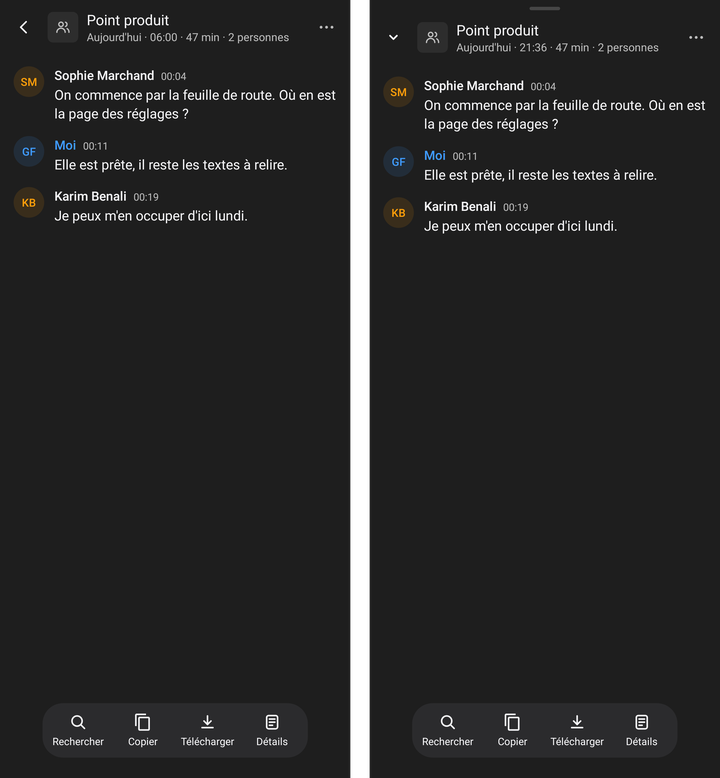 Point produit
Aujourd'hui · 06:00 · 47 min · 2 personnes
SM
Sophie Marchand 00:04
On commence par la feuille de route. Où en est
la page des réglages ?
GF
Moi 00:11
Elle est prête, il reste les textes à relire.
KB
Karim Benali 00:19
Je peux m'en occuper d'ici lundi.
Rechercher
Copier
Télécharger
Détails
Point produit
Aujourd'hui · 21:36 · 47 min · 2 personnes
SM
Sophie Marchand 00:04
On commence par la feuille de route. Où en est
la page des réglages ?
GF
Moi 00:11
Elle est prête, il reste les textes à relire.
KB
Karim Benali 00:19
Je peux m'en occuper d'ici lundi.
Rechercher
Copier
Télécharger
Détails